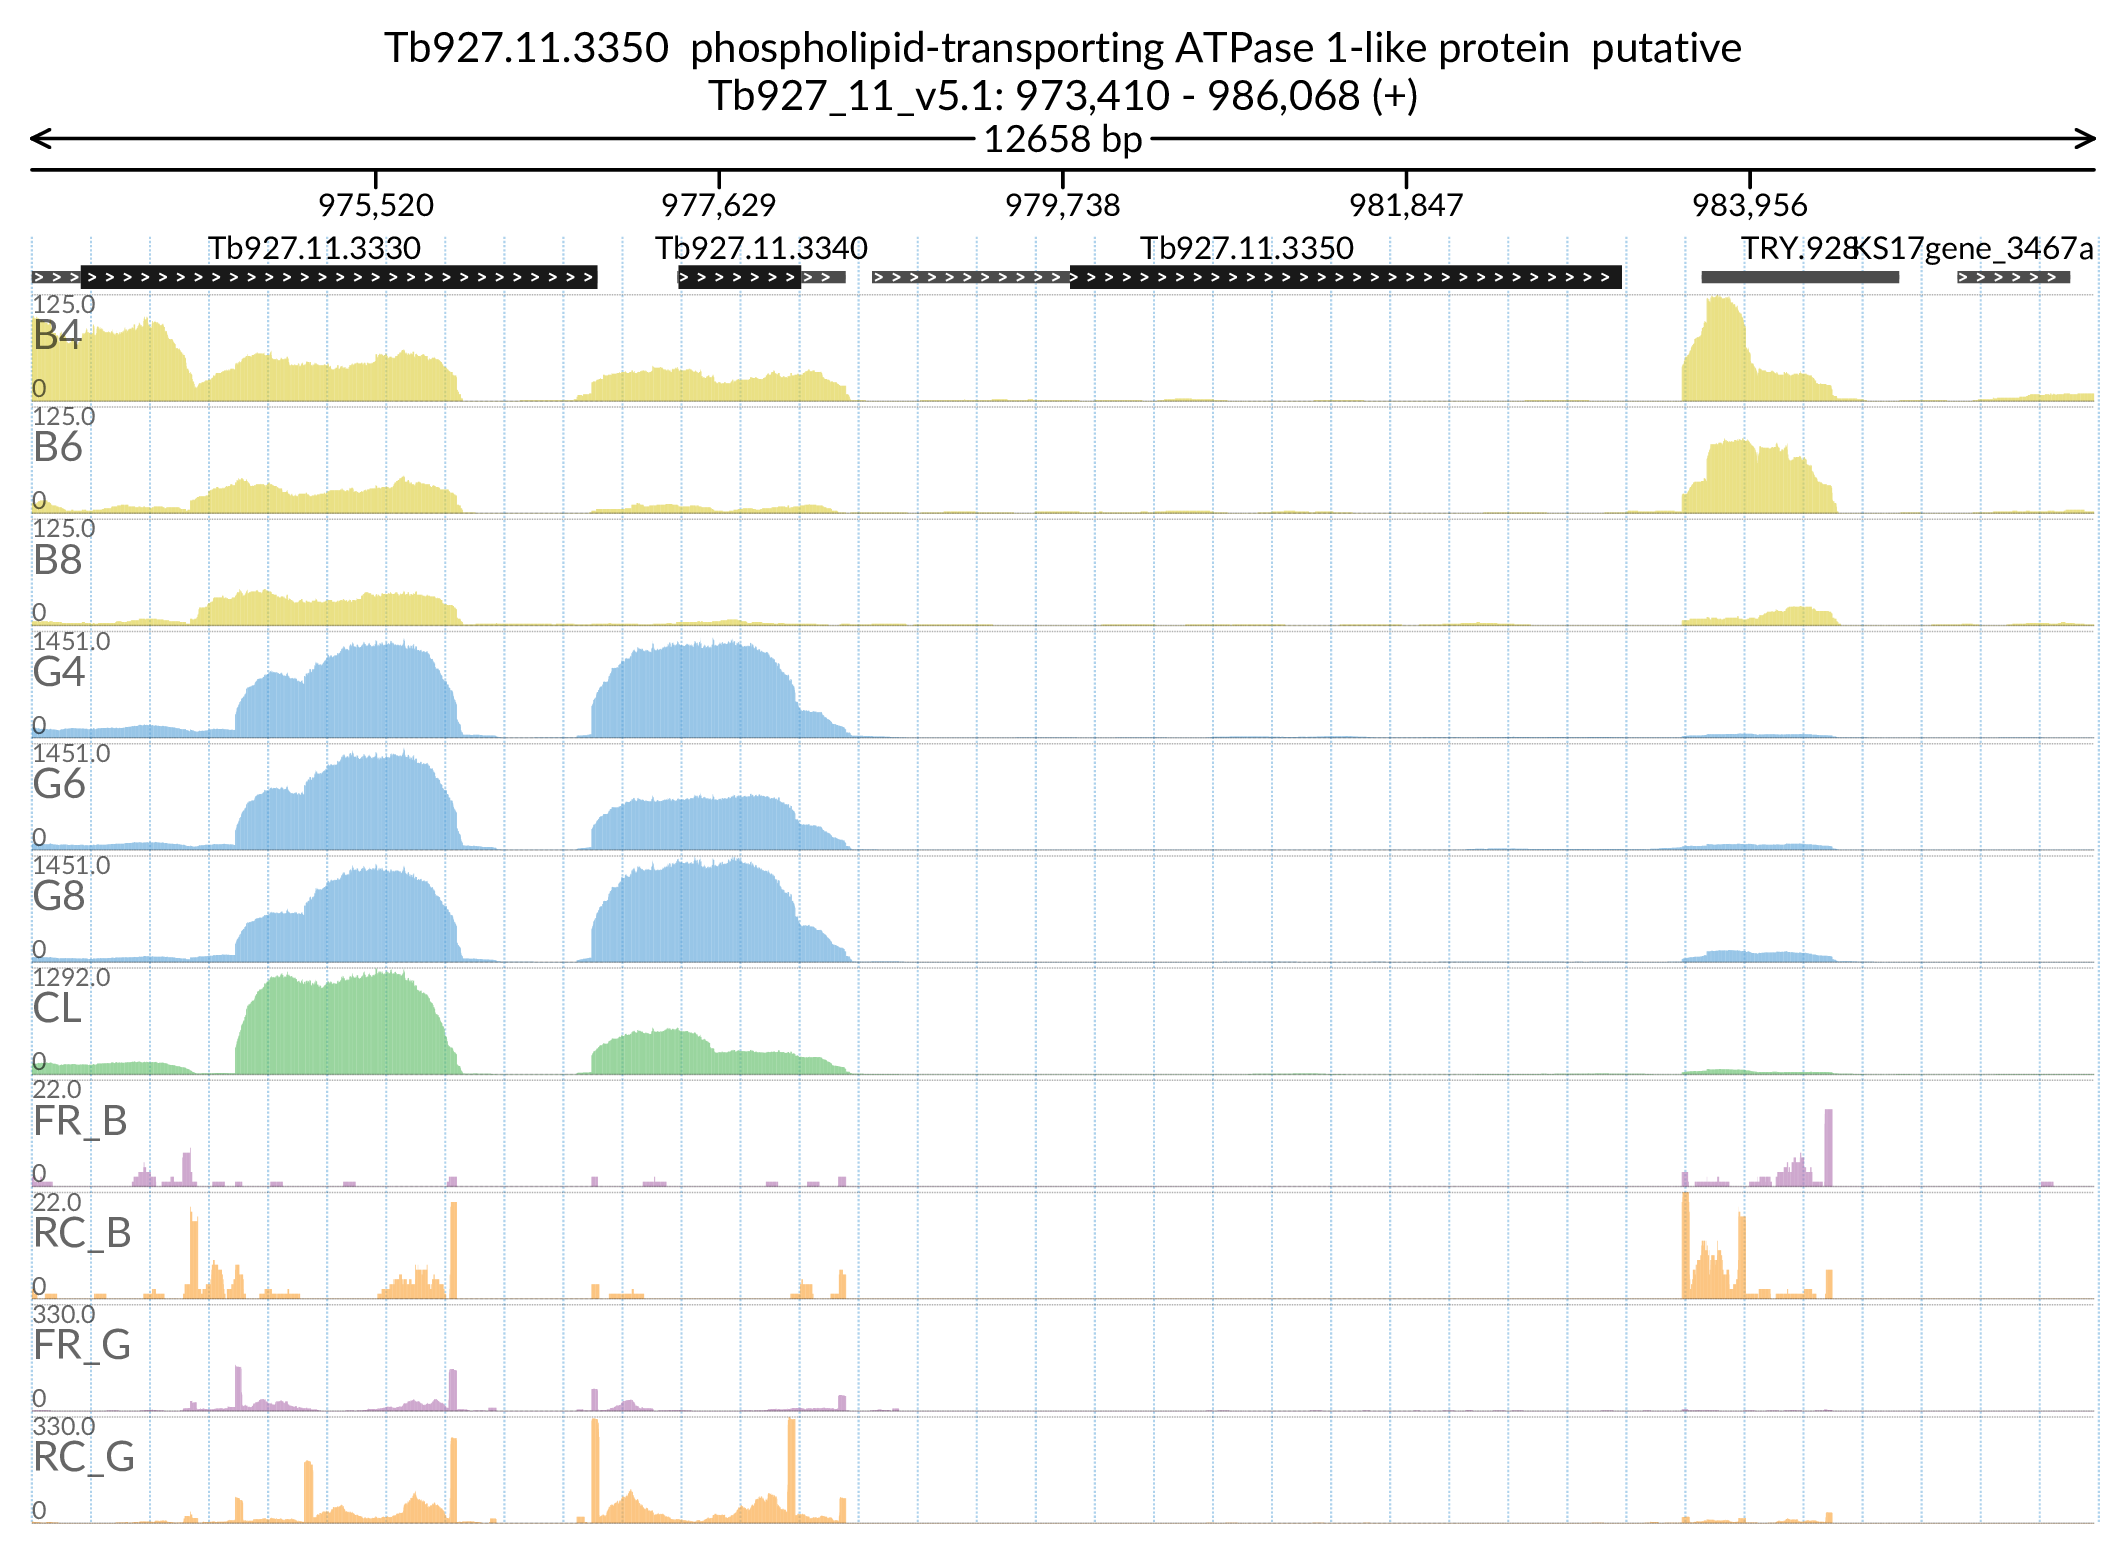 Tb927.11.3350  phospholipid-transporting ATPase 1-like protein  putative
Tb927_11_v5.1: 973,410 - 986,068 (+)
12658 bp
975,520 977,629 979,738 981,847 983,956
Tb927.11.3330 Tb927.11.3340 Tb927.11.3350 TRY.928 KS17gene_3467a
125.0
B4
0
125.0
B6
0
125.0
B8
0
1451.0
G4
0
1451.0
G6
0
1451.0
G8
0
1292.0
CL
0
22.0
FR_B
0
22.0
RC_B
0
330.0
FR_G
0
330.0
RC_G
0